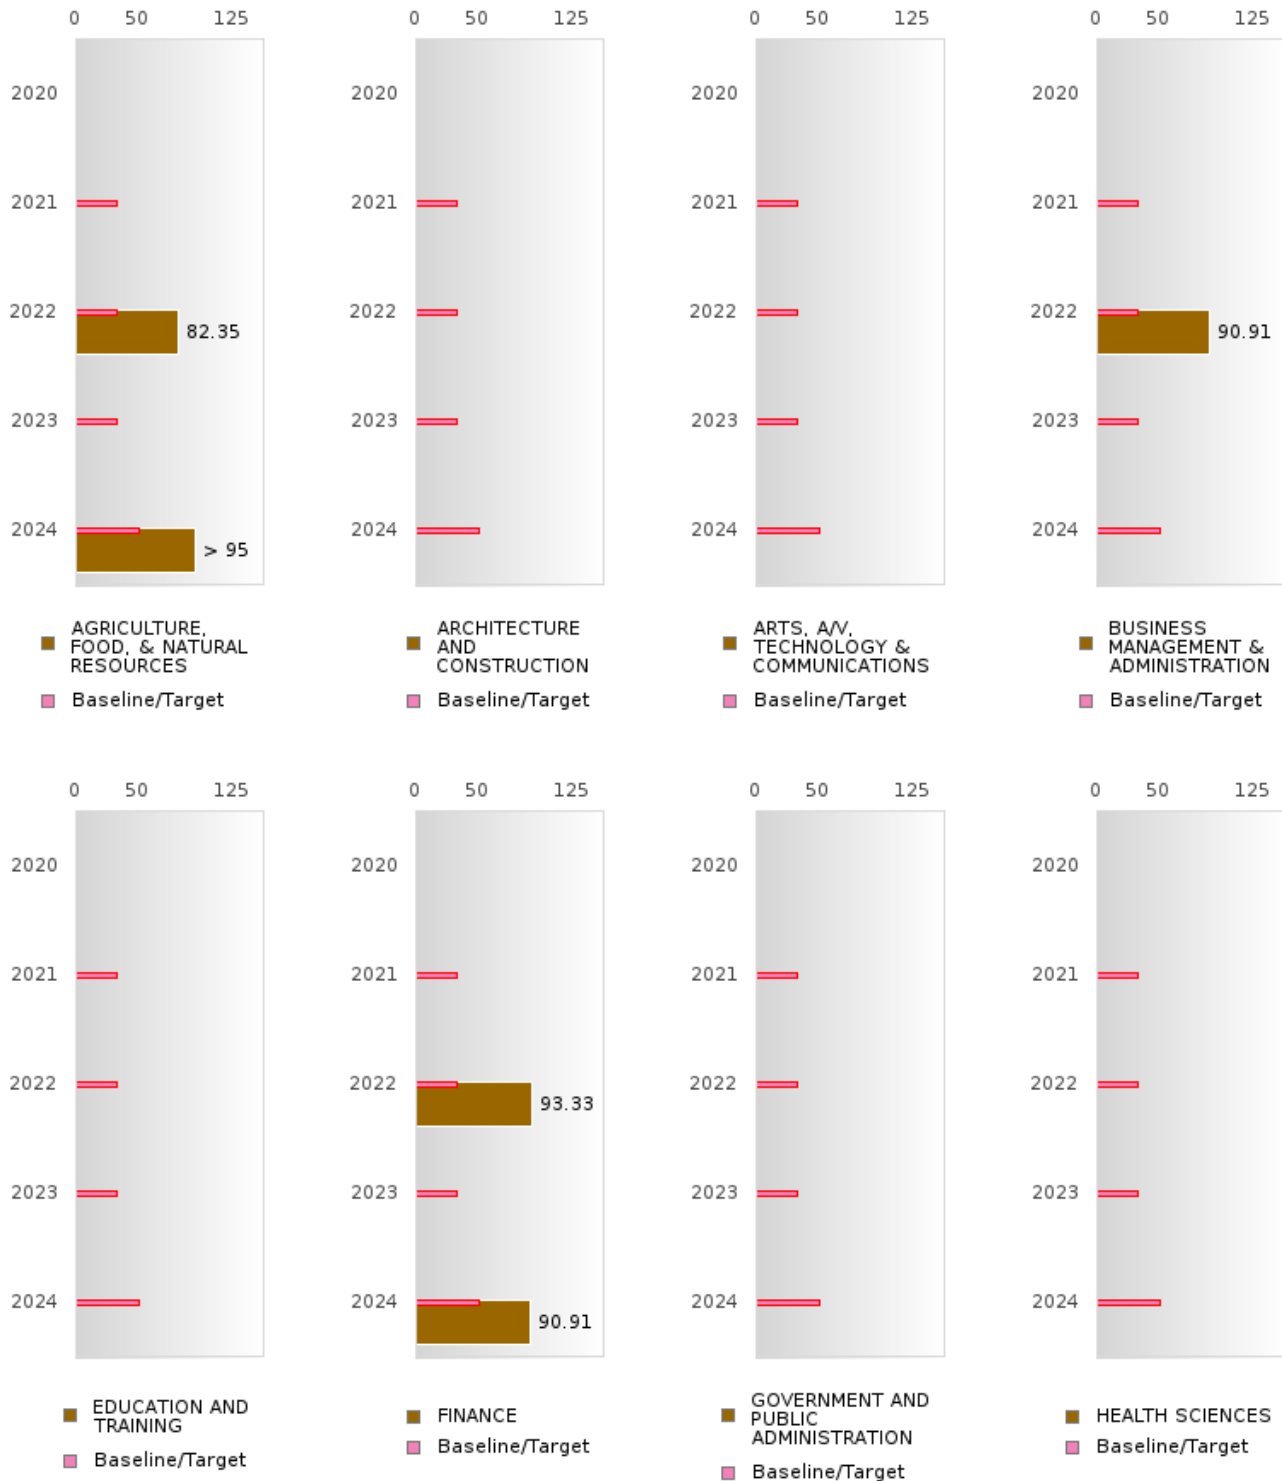 0 50 125
0 50 125
0 50 125
0 50 125
2020
2020
2020
2020
2021
2021
2021
2021
2022
82.35
2022
2022
2022
90.91
2023
2023
2023
2023
2024
> 95
2024
2024
2024
AGRICULTURE,
FOOD, & NATURAL
RESOURCES
Baseline/Target
ARCHITECTURE
AND
CONSTRUCTION
Baseline/Target
ARTS, A/V,
TECHNOLOGY &
COMMUNICATIONS
Baseline/Target
BUSINESS
MANAGEMENT &
ADMINISTRATION
Baseline/Target
0 50 125
0 50 125
0 50 125
0 50 125
2020
2020
2020
2020
2021
2021
2021
2021
2022
2022
93.33
2022
2022
2023
2023
2023
2023
2024
2024
90.91
2024
2024
EDUCATION AND
TRAINING
Baseline/Target
FINANCE
Baseline/Target
GOVERNMENT AND
PUBLIC
ADMINISTRATION
Baseline/Target
HEALTH SCIENCES
Baseline/Target